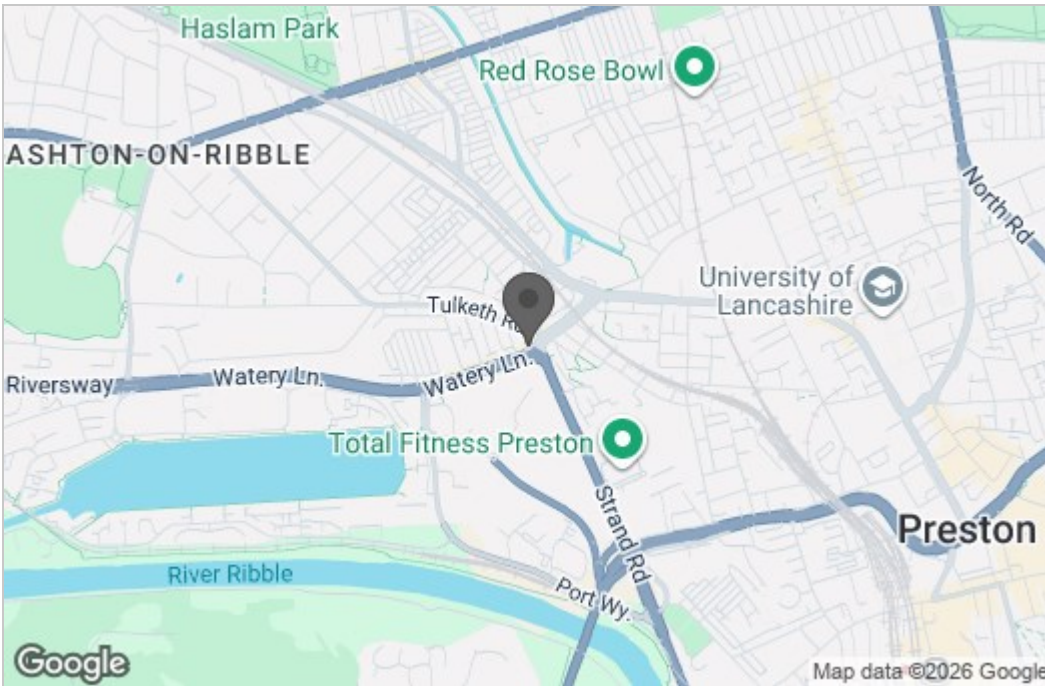 Haslam Park
Red Rose Bowl
ASHTON-ON-RIBBLE
North Rd
University of
Lancashire
Tulketh
Watery Ln.
Riversway
Watery Ln.
Total Fitness Preston
Strand Rd
Preston
River Ribble
Port Wy.
Google
Map data ©2026 Google